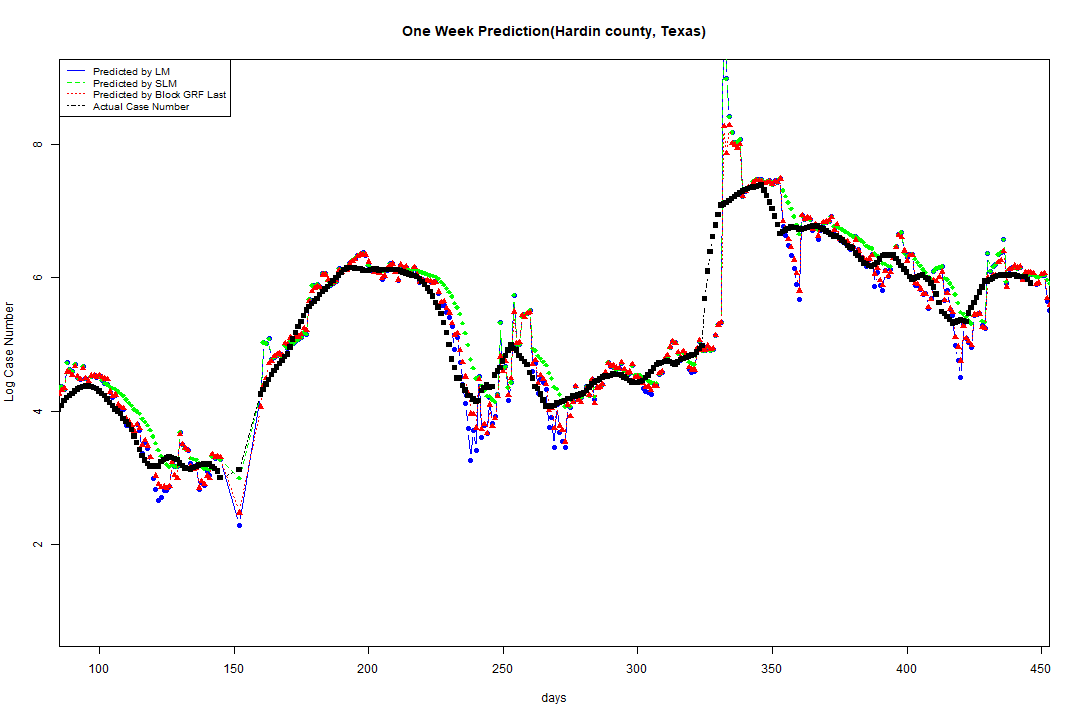 One Week Prediction(Hardin county, Texas)
Predicted by LM
Predicted by SLM
Predicted by Block GRF Last
Actual Case Number
Log Case Number
8
6
4
2
100 150 200 250 300 350 400 450
days